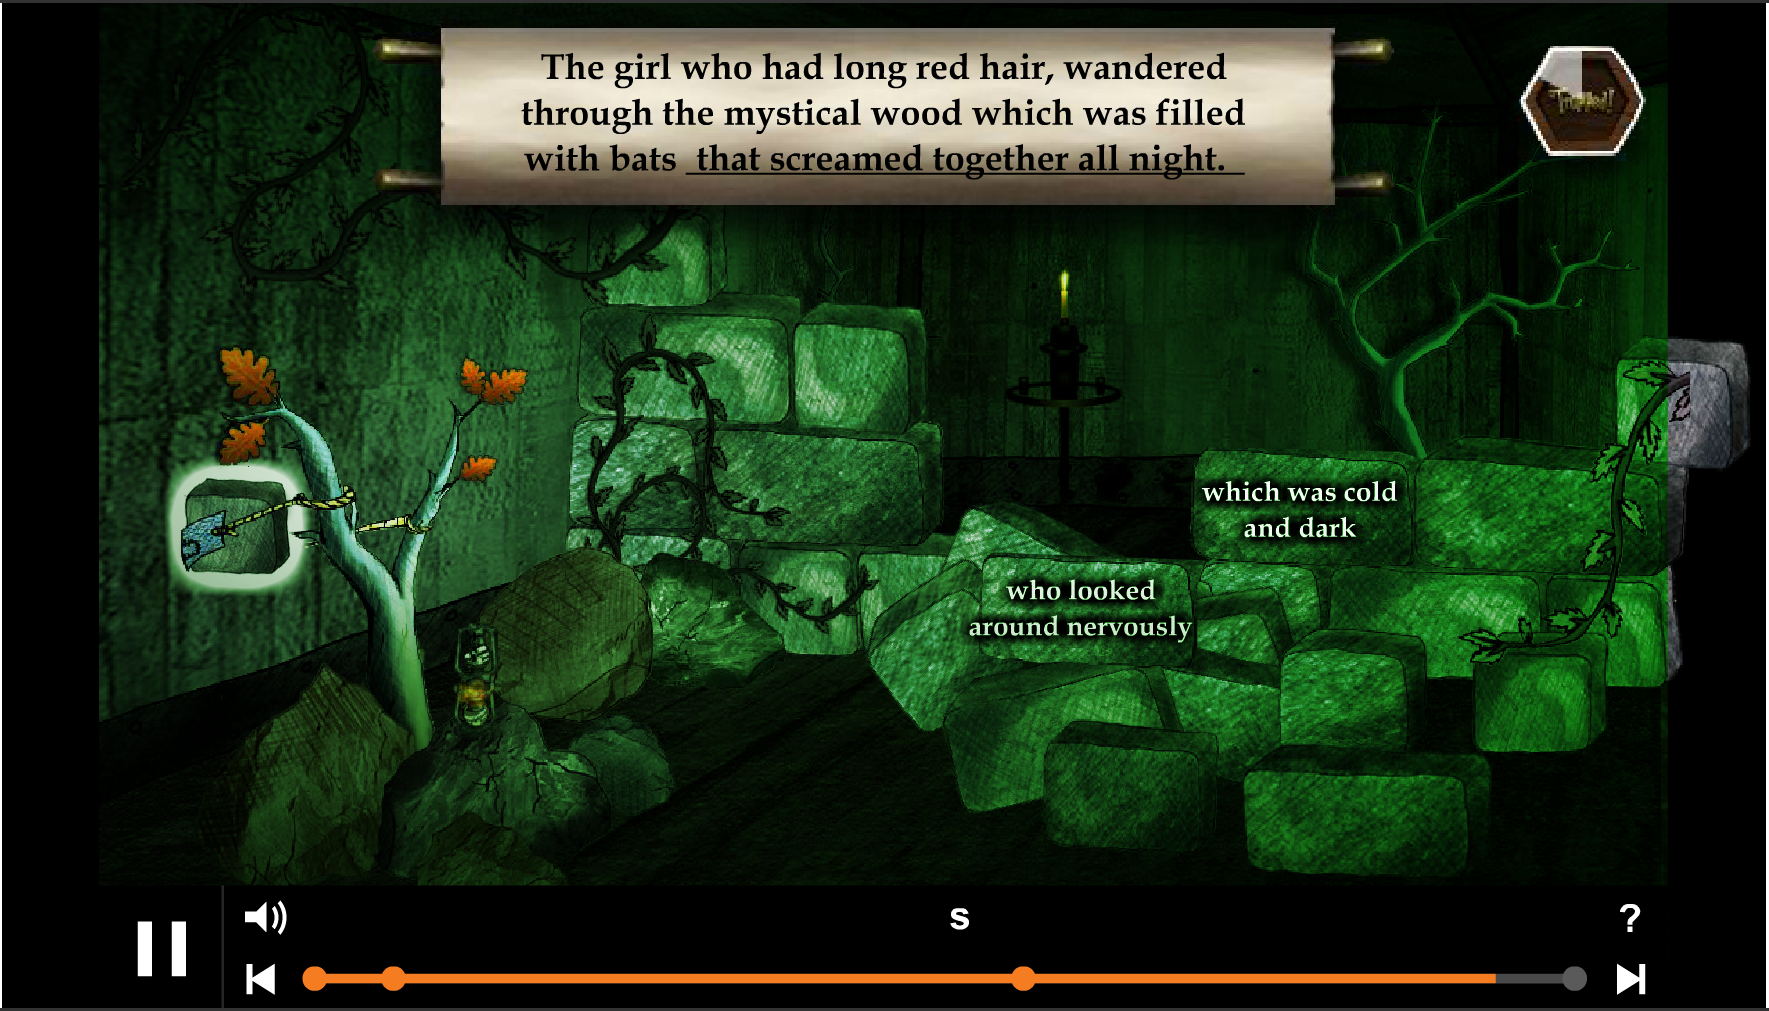 The girl who had long red hair, wandered
through the mystical wood which was filled
with bats that screamed together all night.
Trapped!
which was cold
and dark
who looked
around nervously
s
?